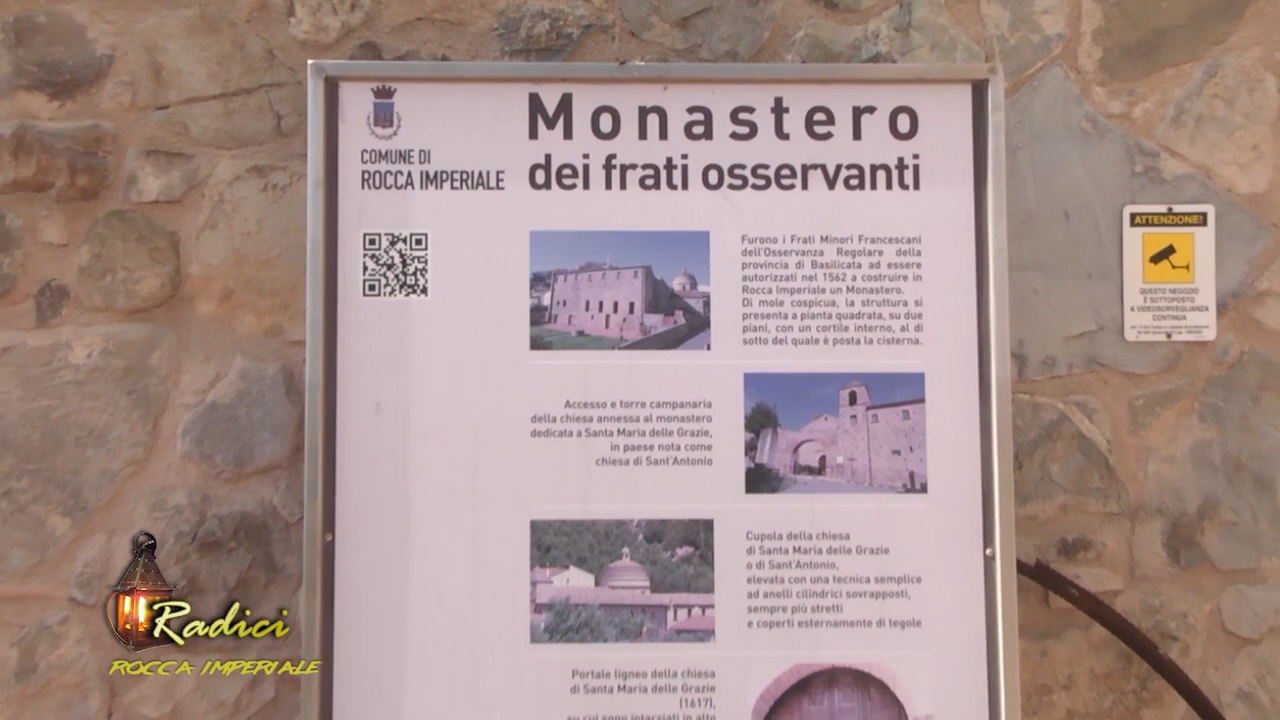 COMUNE DI
ROCCA IMPERIALE
Monastero
dei frati osservanti
Furono i Frati Minori Francescani
dell'Osservanza Regolare della
provincia di Basilicata ad essere
autorizzati nel 1562 a costruire in
Rocca Imperiale un Monastero.
Di mole cospicua, la struttura si
presenta a pianta quadrata, su due
piani, con un cortile interno, al di
sotto del quale è posta la cisterna.
Accesso e torre campanaria
della chiesa annessa al monastero
dedicata a Santa Maria delle Grazie,
in paese nota come
chiesa di Sant'Antonio
Cupola della chiesa
di Santa Maria delle Grazie
o di Sant'Antonio,
elevata con una tecnica semplice
ad anelli cilindrici sovrapposti,
sempre più stretti
e coperti esternamente di tegole
Portale ligneo della chiesa
di Santa Maria delle Grazie
(1617),
su cui sono intarsiati in alto
ATTENZIONE!
QUESTO NEGOZIO
È SOTTOPOSTO
A VIDEOSORVEGLIANZA
CONTINUA
Radici
ROCCA IMPERIALE